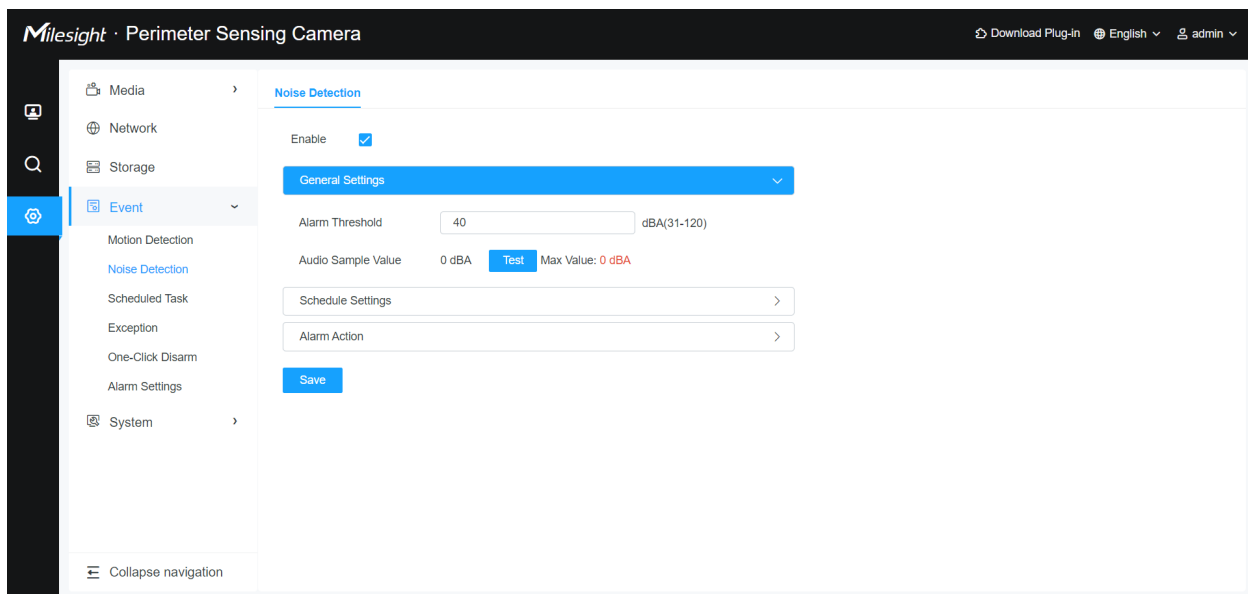 Milesight · Perimeter Sensing Camera
Download Plug-in English admin
Media
Network
Storage
Event
Motion Detection
Noise Detection
Scheduled Task
Exception
One-Click Disarm
Alarm Settings
System
Collapse navigation
Noise Detection
Enable
General Settings
Alarm Threshold 40 dBA(31-120)
Audio Sample Value 0 dBA Test Max Value: 0 dBA
Schedule Settings
Alarm Action
Save